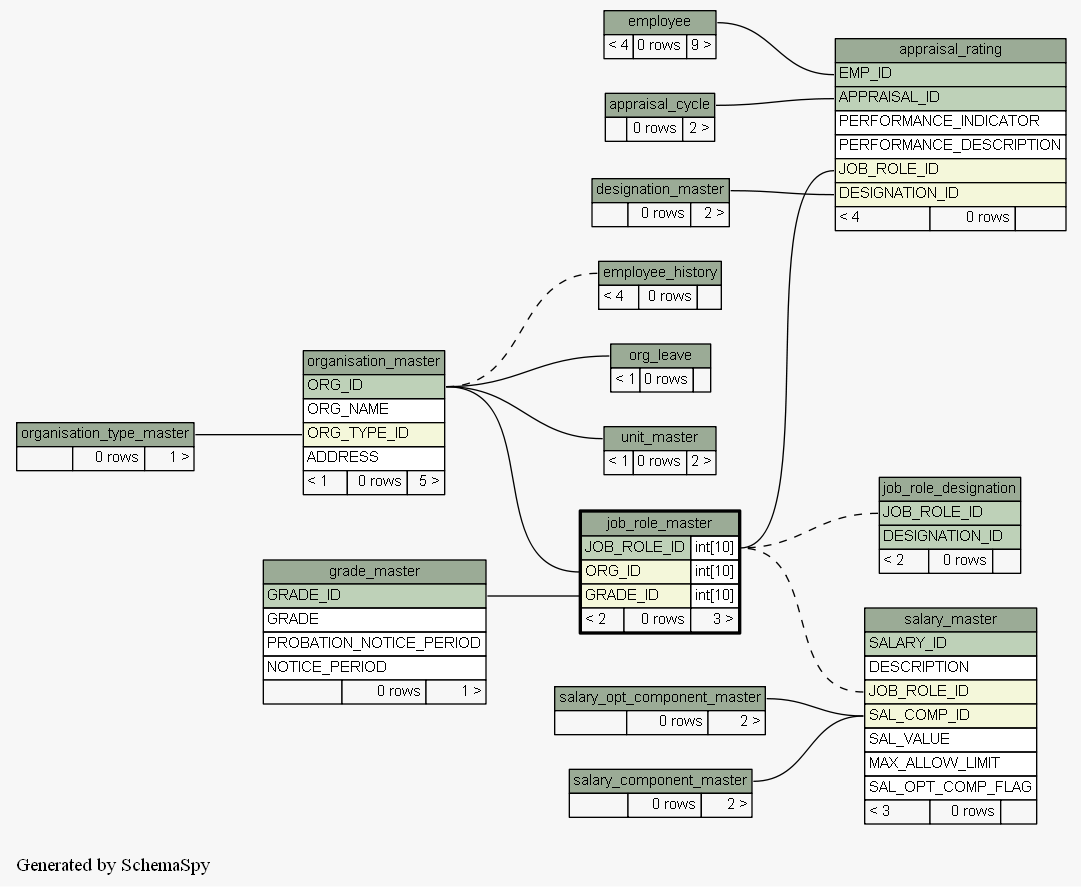 employee
< 4 0 rows 9 >
appraisal_rating
EMP_ID
APPRAISAL_ID
PERFORMANCE_INDICATOR
PERFORMANCE_DESCRIPTION
JOB_ROLE_ID
DESIGNATION_ID
< 4 0 rows
appraisal_cycle
0 rows 2 >
designation_master
0 rows 2 >
employee_history
< 4 0 rows
organisation_master
ORG_ID
ORG_NAME
ORG_TYPE_ID
ADDRESS
< 1 0 rows 5 >
org_leave
< 1 0 rows
organisation_type_master
0 rows 1 >
unit_master
< 1 0 rows 2 >
job_role_master
JOB_ROLE_ID int[10]
ORG_ID int[10]
GRADE_ID int[10]
< 2 0 rows 3 >
job_role_designation
JOB_ROLE_ID
DESIGNATION_ID
< 2 0 rows
grade_master
GRADE_ID
GRADE
PROBATION_NOTICE_PERIOD
NOTICE_PERIOD
0 rows 1 >
salary_master
SALARY_ID
DESCRIPTION
JOB_ROLE_ID
SAL_COMP_ID
SAL_VALUE
MAX_ALLOW_LIMIT
SAL_OPT_COMP_FLAG
< 3 0 rows
salary_opt_component_master
0 rows 2 >
salary_component_master
0 rows 2 >
Generated by SchemaSpy